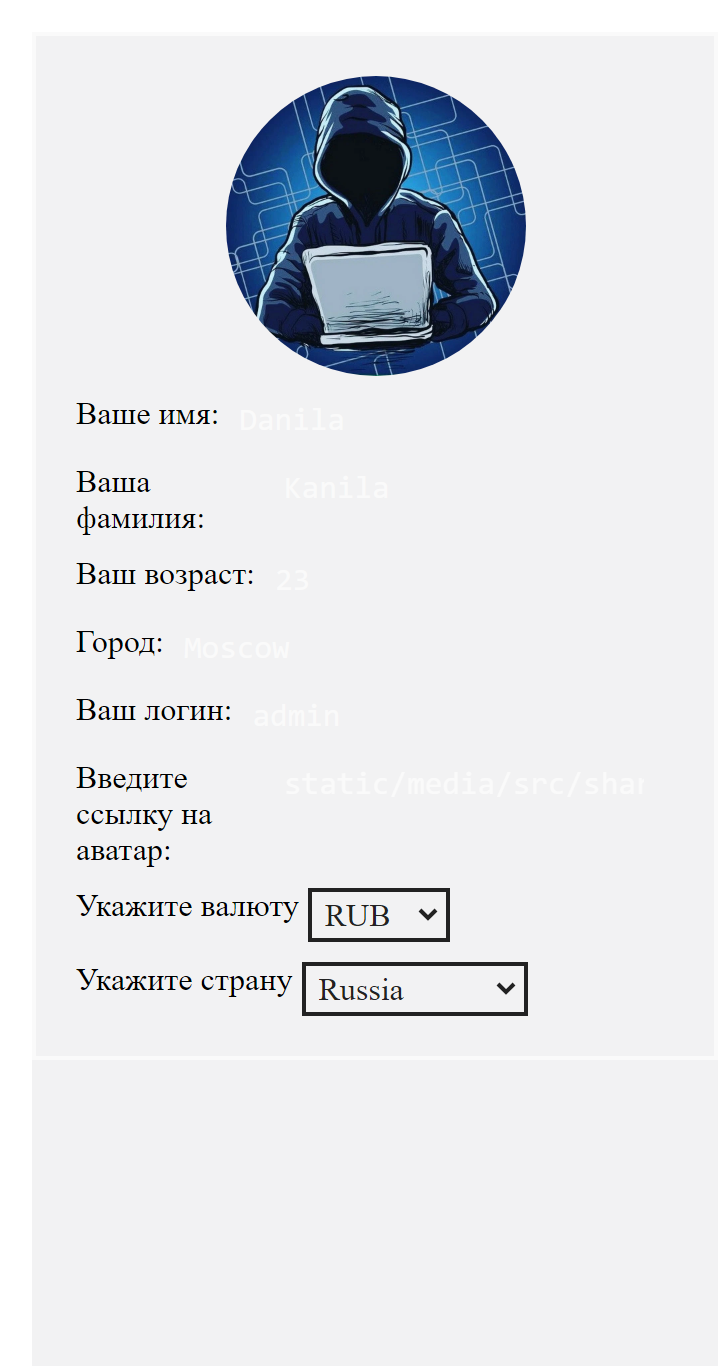 Ваше имя: Danila
Ваша Kanila
фамилия:
Ваш возраст: 23
Город: Moscow
Ваш логин: admin
Введите static/media/src/shar
ссылку на
аватар:
Укажите валюту RUB
Укажите страну Russia